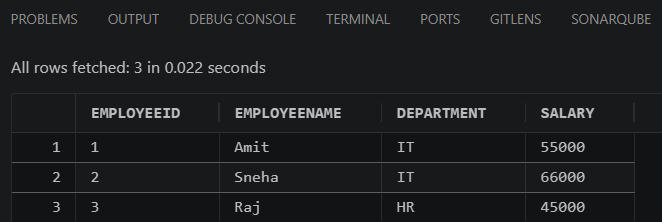 PROBLEMS OUTPUT DEBUG CONSOLE TERMINAL PORTS GITLENS SONARQUBE
All rows fetched: 3 in 0.022 seconds
EMPLOYEEID EMPLOYEENAME DEPARTMENT SALARY
1 1 Amit IT 55000
2 2 Sneha IT 66000
3 3 Raj HR 45000